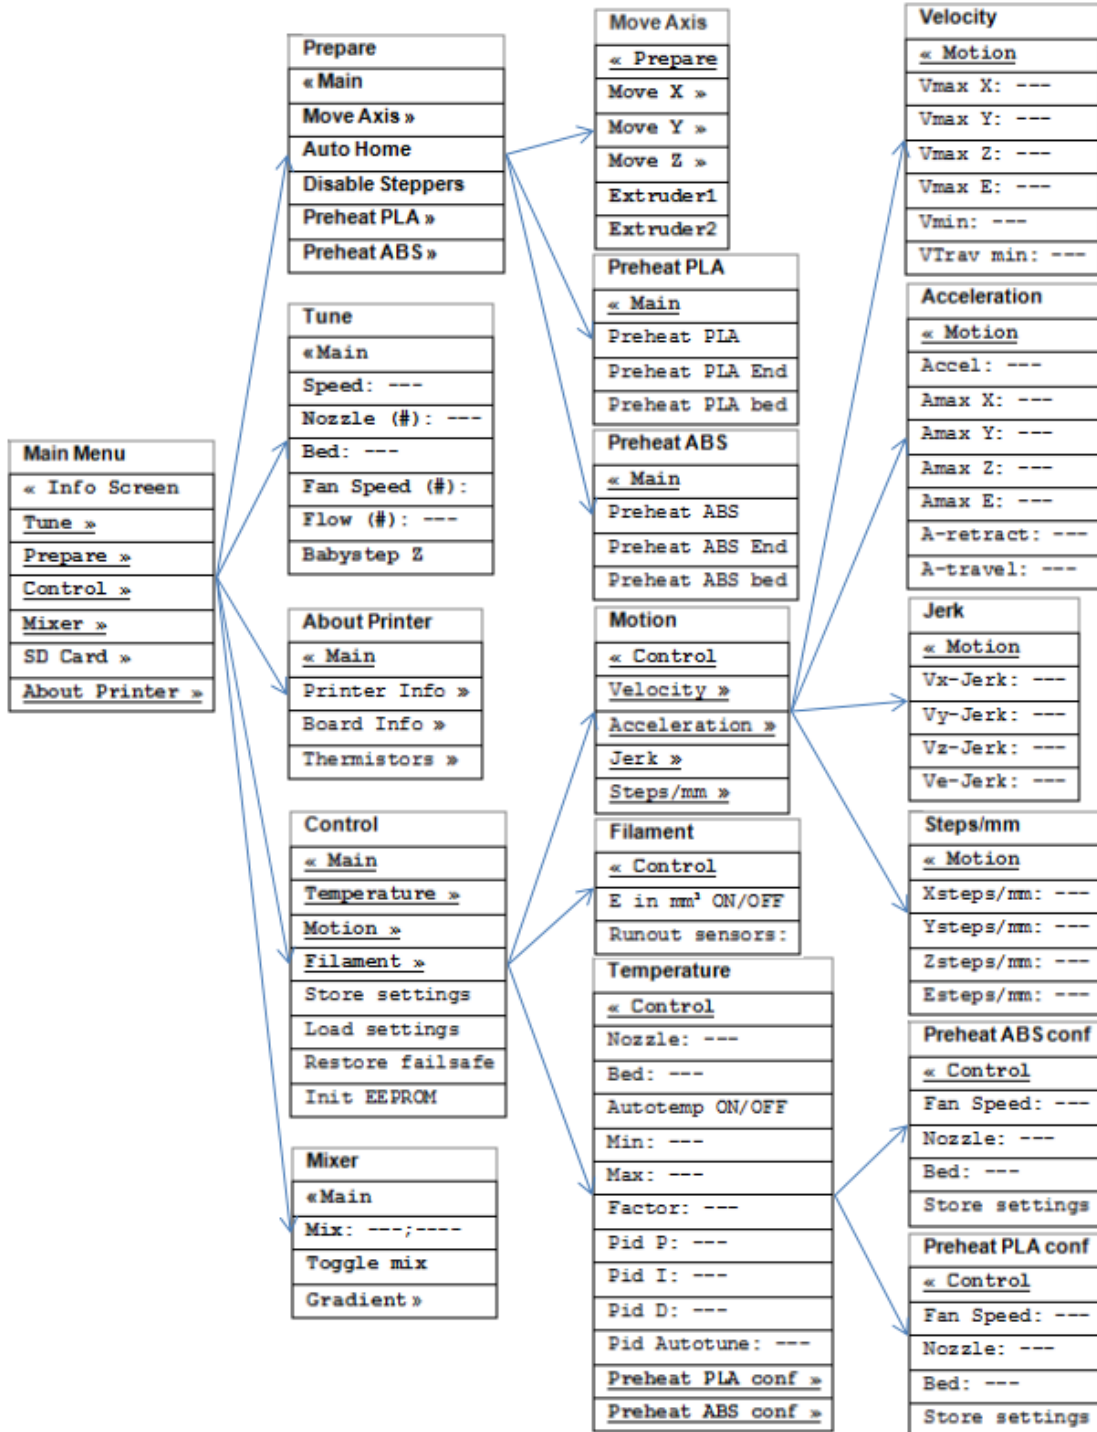 Main Menu
« Info Screen
Tune »
Prepare »
Control »
Mixer »
SD Card »
About Printer »
Prepare
« Main
Move Axis »
Auto Home
Disable Steppers
Preheat PLA »
Preheat ABS »
Tune
«Main
Speed: ---
Nozzle (#): ---
Bed: ---
Fan Speed (#):
Flow (#): ---
Babystep Z
About Printer
« Main
Printer Info »
Board Info »
Thermistors »
Control
« Main
Temperature »
Motion »
Filament »
Store settings
Load settings
Restore failsafe
Init EEPROM
Mixer
«Main
Mix: ---;----
Toggle mix
Gradient »
Move Axis
« Prepare
Move X »
Move Y »
Move Z »
Extruder1
Extruder2
Preheat PLA
« Main
Preheat PLA
Preheat PLA End
Preheat PLA bed
Preheat ABS
« Main
Preheat ABS
Preheat ABS End
Preheat ABS bed
Motion
« Control
Velocity »
Acceleration »
Jerk »
Steps/mm »
Filament
« Control
E in mm³ ON/OFF
Runout sensors:
Temperature
« Control
Nozzle: ---
Bed: ---
Autotemp ON/OFF
Min: ---
Max: ---
Factor: ---
Pid P: ---
Pid I: ---
Pid D: ---
Pid Autotune: ---
Preheat PLA conf »
Preheat ABS conf »
Velocity
« Motion
Vmax X: ---
Vmax Y: ---
Vmax Z: ---
Vmax E: ---
Vmin: ---
VTrav min: ---
Acceleration
« Motion
Accel: ---
Amax X: ---
Amax Y: ---
Amax Z: ---
Amax E: ---
A-retract: ---
A-travel: ---
Jerk
« Motion
Vx-Jerk: ---
Vy-Jerk: ---
Vz-Jerk: ---
Ve-Jerk: ---
Steps/mm
« Motion
Xsteps/mm: ---
Ysteps/mm: ---
Zsteps/mm: ---
Esteps/mm: ---
Preheat ABS conf
« Control
Fan Speed: ---
Nozzle: ---
Bed: ---
Store settings
Preheat PLA conf
« Control
Fan Speed: ---
Nozzle: ---
Bed: ---
Store settings